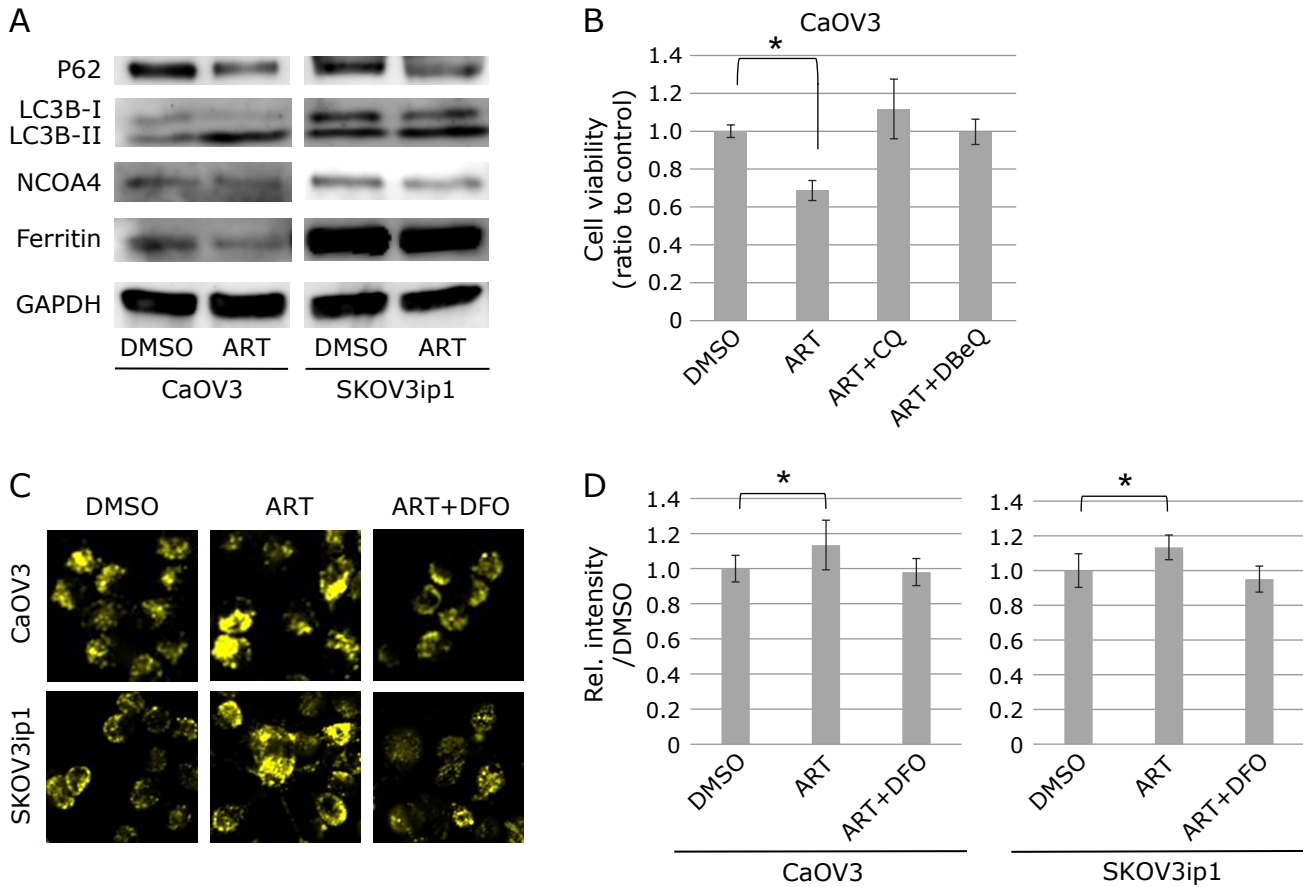 A
P62
LC3B-I
LC3B-II
NCOA4
Ferritin
GAPDH
DMSO ART DMSO ART
CaOV3 SKOV3ip1
B
CaOV3
*
Cell viability
(ratio to control)
1.4
1.2
1.0
0.8
0.6
0.4
0.2
0
DMSO
ART
ART+CQ
ART+DBeQ
C
DMSO ART ART+DFO
CaOV3
SKOV3ip1
D
Rel. intensity
/DMSO
*
1.4
1.2
1.0
0.8
0.6
0.4
0.2
0
DMSO
ART
ART+DFO
CaOV3
*
1.4
1.2
1.0
0.8
0.6
0.4
0.2
0
DMSO
ART
ART+DFO
SKOV3ip1